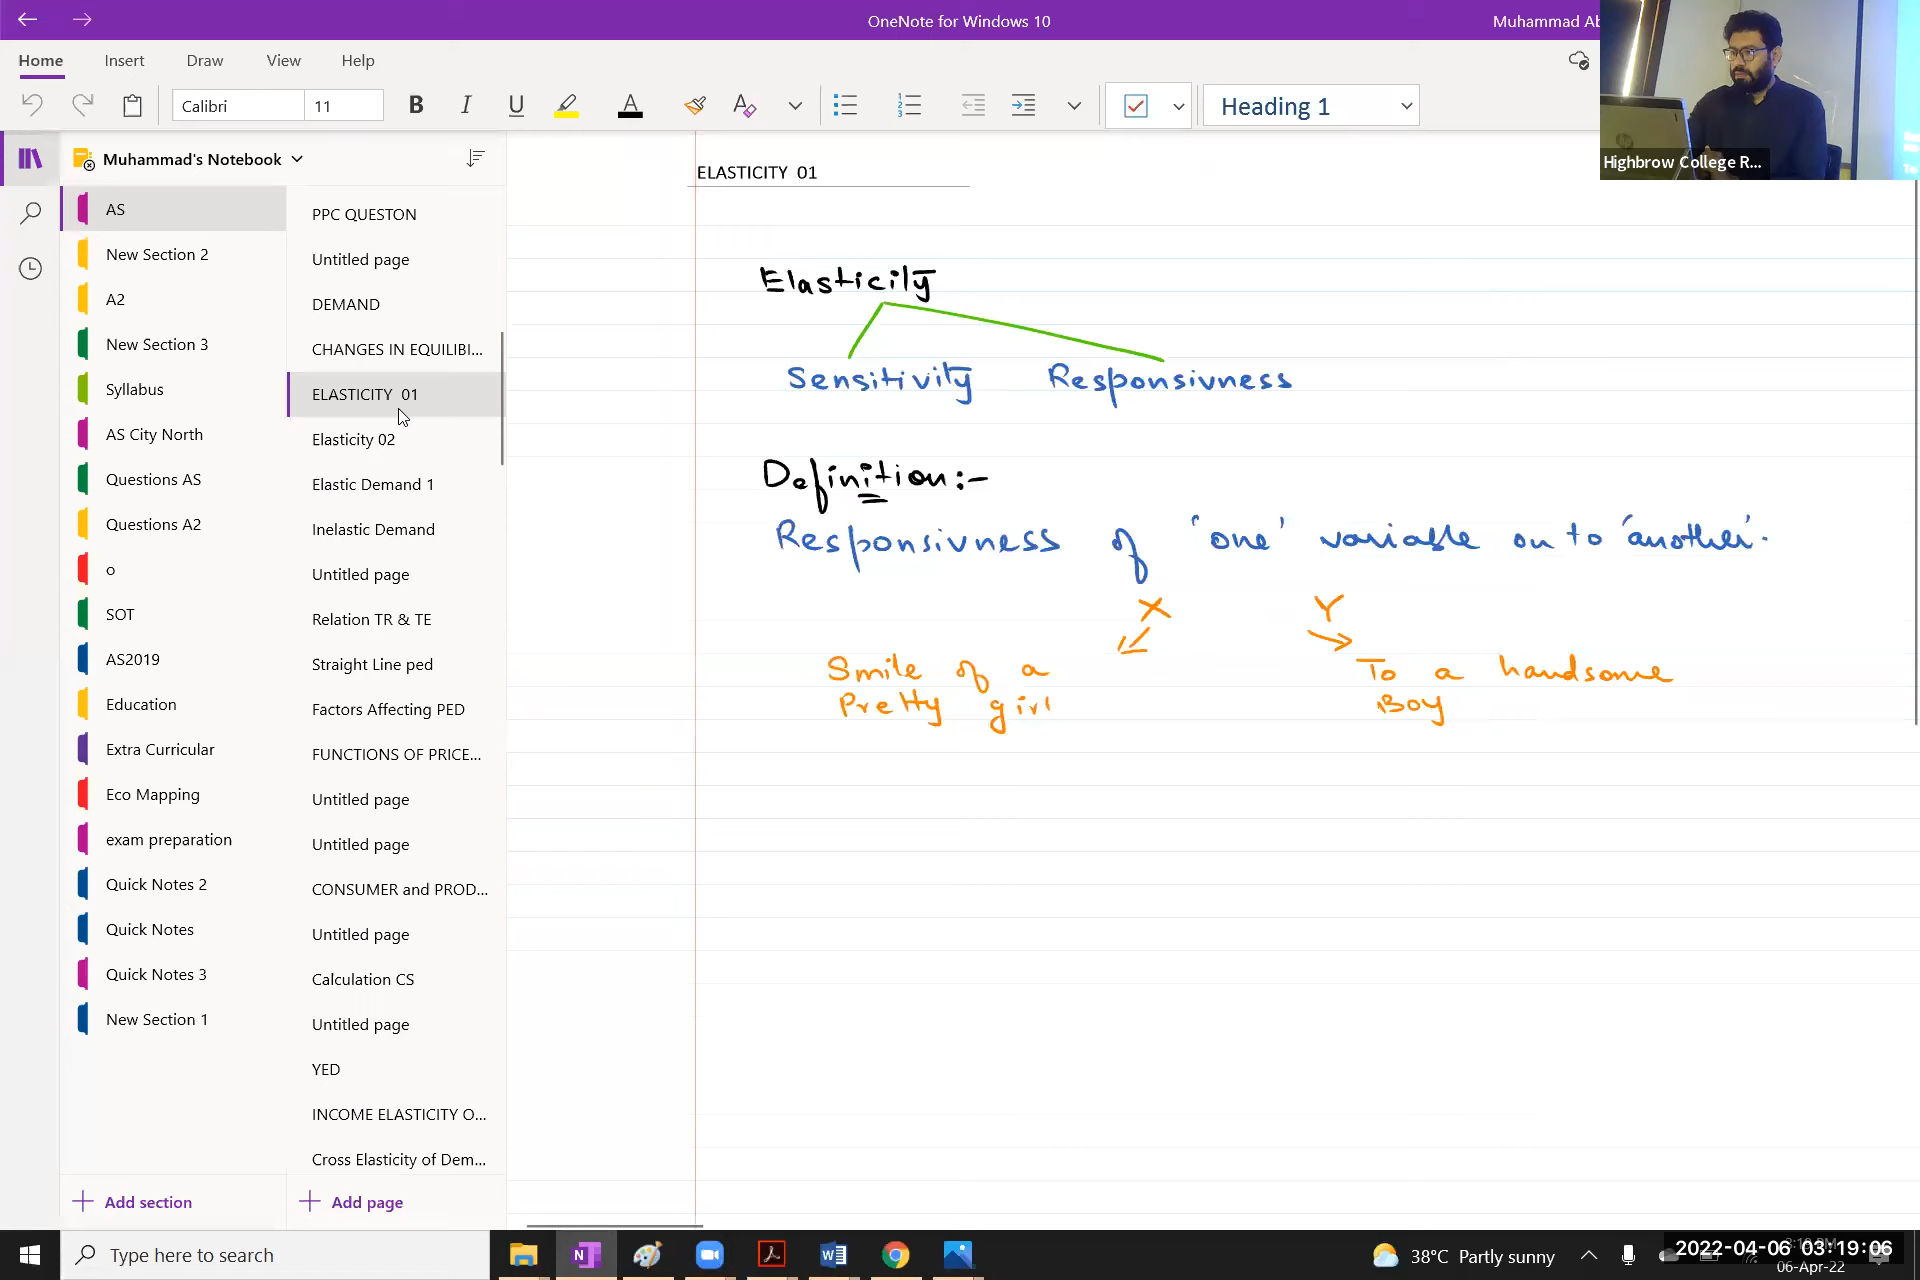 OneNote for Windows 10
Muhammad Ab
Home Insert Draw View Help
Calibri 11 B I U A Heading 1
Highbrow College R...
Muhammad's Notebook
AS
New Section 2
A2
New Section 3
Syllabus
AS City North
Questions AS
Questions A2
o
SOT
AS2019
Education
Extra Curricular
Eco Mapping
exam preparation
Quick Notes 2
Quick Notes
Quick Notes 3
New Section 1
Add section
PPC QUESTON
Untitled page
DEMAND
CHANGES IN EQUILIBI...
ELASTICITY 01
Elasticity 02
Elastic Demand 1
Inelastic Demand
Untitled page
Relation TR & TE
Straight Line ped
Factors Affecting PED
FUNCTIONS OF PRICE...
Untitled page
Untitled page
CONSUMER and PROD...
Untitled page
Calculation CS
Untitled page
YED
INCOME ELASTICITY O...
Cross Elasticity of Dem...
Add page
ELASTICITY 01
Elasticity
Sensitivity Responsivness
Definition:-
Responsivness of 'one' variable on to 'another'.
X Y
Smile of a
Pretty girl
To a handsome
Boy
Type here to search
38°C Partly sunny
2022-04-06 03:19:06
06-Apr-22